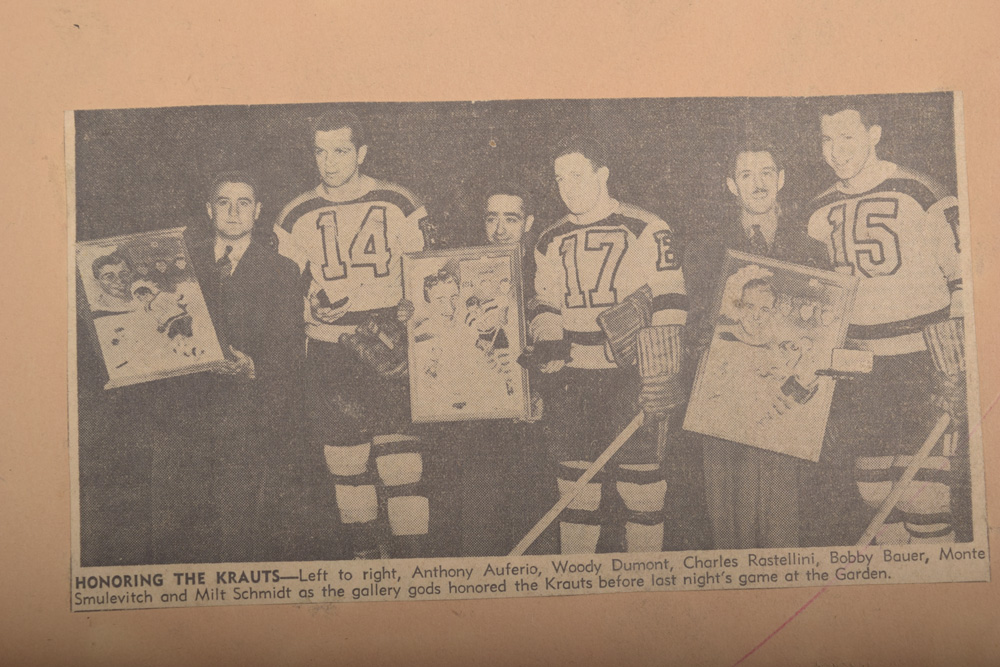 14
17
B
15
HONORING THE KRAUTS—Left to right, Anthony Auferio, Woody Dumont, Charles Rastellini, Bobby Bauer, Monte
Smulevitch and Milt Schmidt as the gallery gods honored the Krauts before last night's game at the Garden.